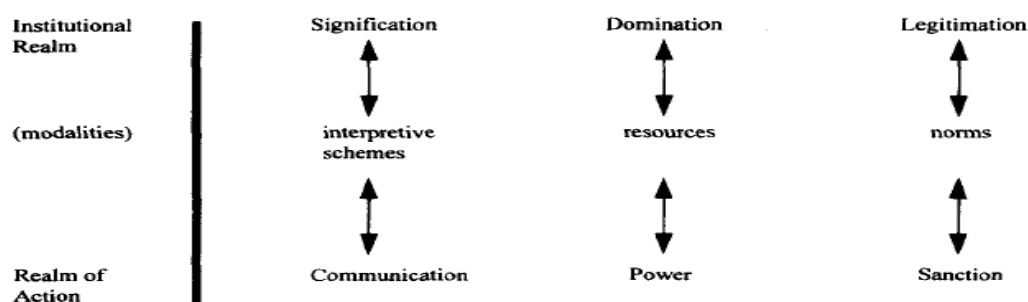 Institutional Realm Signification Domination Legitimation
(modalities) interpretive schemes resources norms
Realm of Action Communication Power Sanction